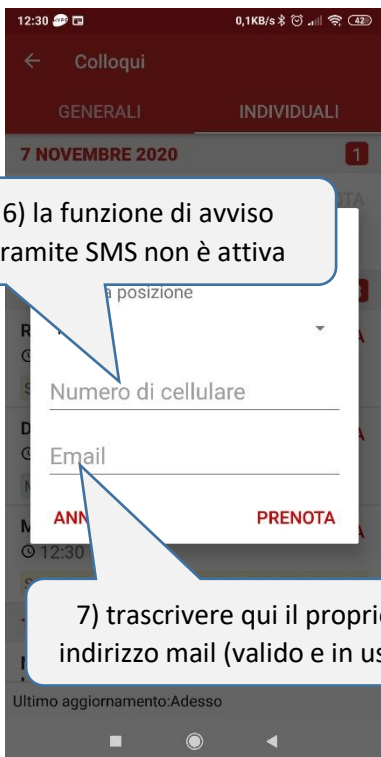 12:30 0,1KB/s 42
Colloqui
GENERALI INDIVIDUALI
7 NOVEMBRE 2020 1
6) la funzione di avviso
ramite SMS non è attiva
posizione
Numero di cellulare
Email
ANN PRENOTA
12:30
7) trascrivere qui il propri
indirizzo mail (valido e in us
Ultimo aggiornamento:Adesso